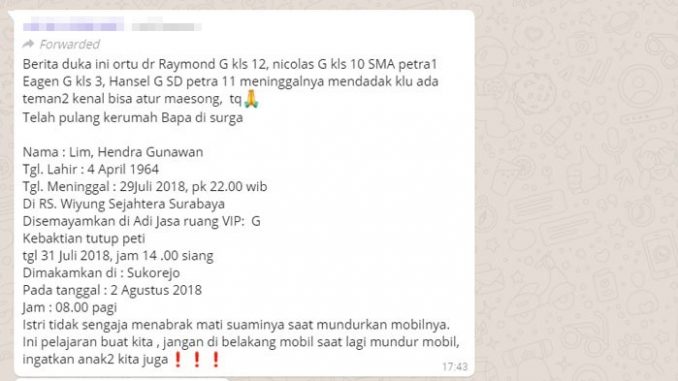 Forwarded
Berita duka ini ortu dr Raymond G kls 12, nicolas G kls 10 SMA petra1
Eagen G kls 3, Hansel G SD petra 11 meninggalnya mendadak klu ada
teman2 kenal bisa atur maesong,  tq🙏
Telah pulang kerumah Bapa di surga

Nama : Lim, Hendra Gunawan
Tgl. Lahir : 4 April 1964
Tgl. Meninggal : 29Juli 2018, pk 22.00 wib
Di RS. Wiyung Sejahtera Surabaya
Disemayamkan di Adi Jasa ruang VIP:  G
Kebaktian tutup peti
tgl 31 Juli 2018, jam 14 .00 siang
Dimakamkan di : Sukorejo
Pada tanggal : 2 Agustus 2018
Jam : 08.00 pagi
Istri tidak sengaja menabrak mati suaminya saat mundurkan mobilnya.
Ini pelajaran buat kita , jangan di belakang mobil saat lagi mundur mobil,
ingatkan anak2 kita juga❗❗❗
17:43